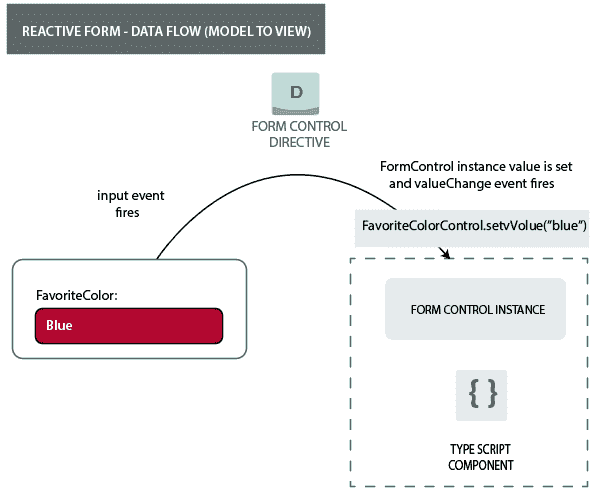 REACTIVE FORM - DATA FLOW (MODEL TO VIEW)
D
FORM CONTROL
DIRECTIVE
input event
fires
FormControl instance value is set
and valueChange event fires
FavoriteColorControl.setvVolue("blue")
FavoriteColor:
Blue
FORM CONTROL INSTANCE
{ }
TYPE SCRIPT
COMPONENT